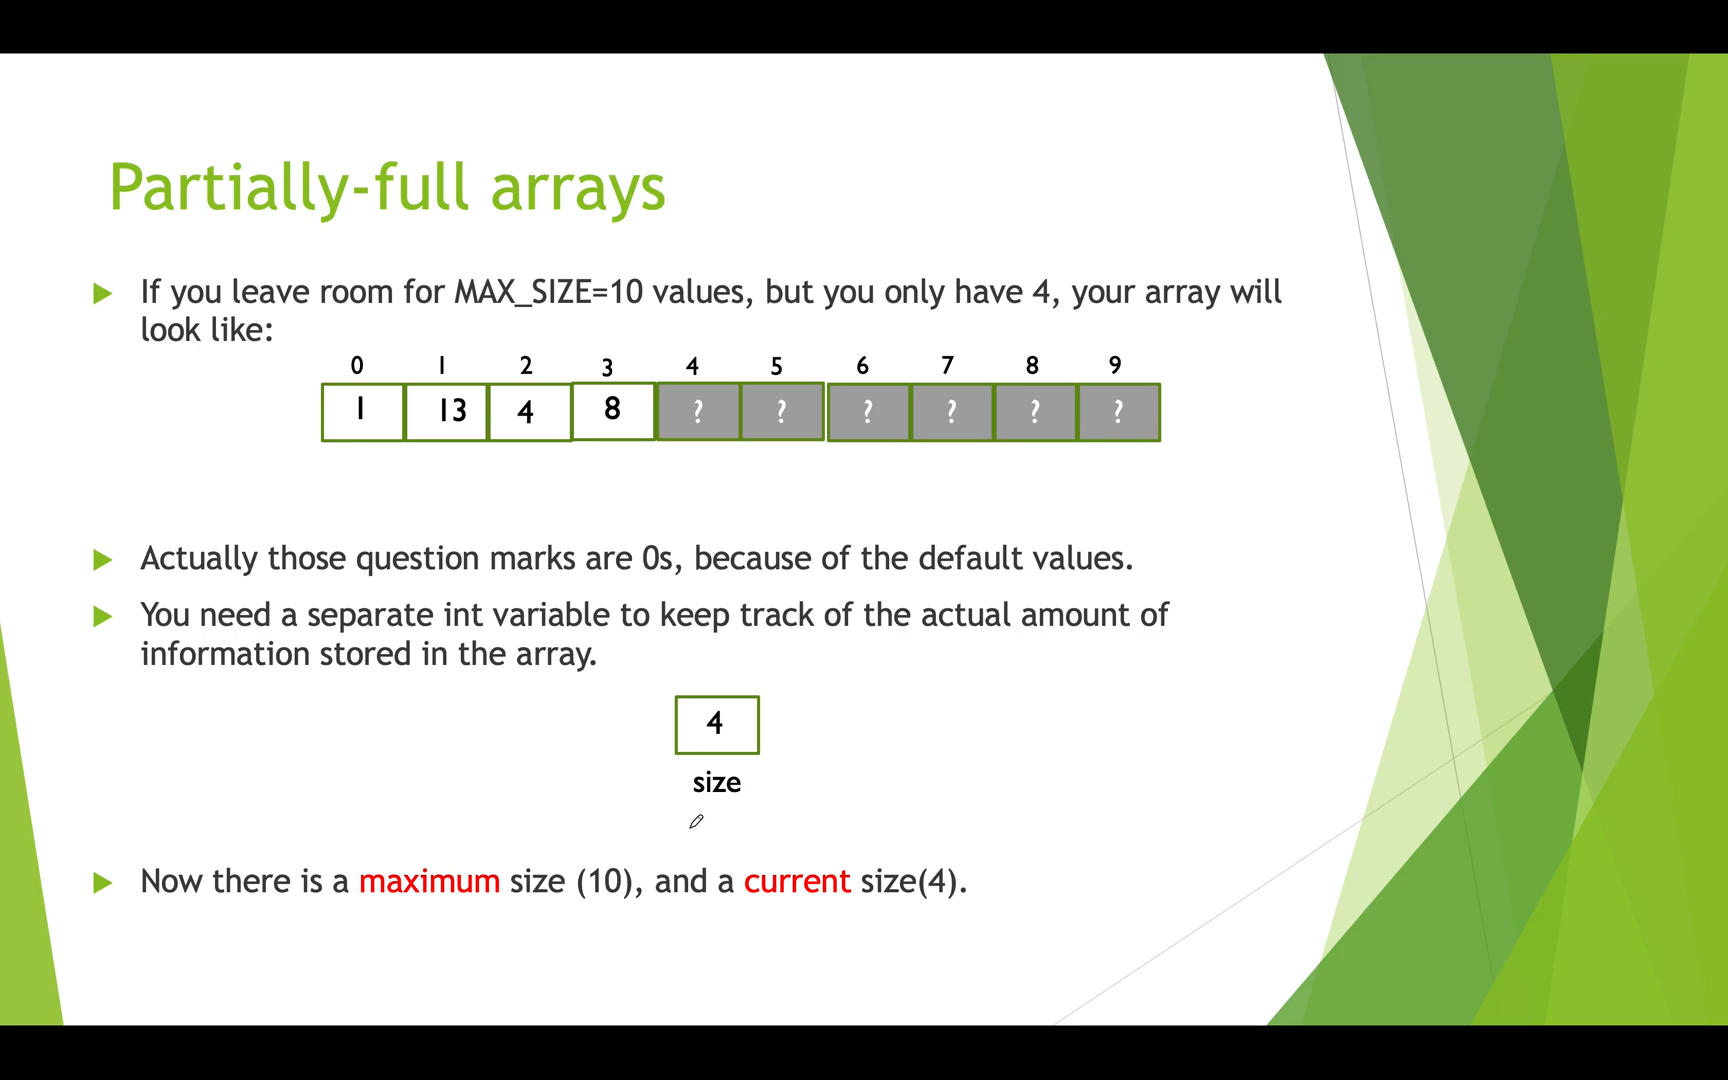 Partially-full arrays
If you leave room for MAX_SIZE=10 values, but you only have 4, your array will
look like:
0 1 2 3 4 5 6 7 8 9
1 13 4 8 ? ? ? ? ? ?
Actually those question marks are 0s, because of the default values.
You need a separate int variable to keep track of the actual amount of
information stored in the array.
4
size
Now there is a maximum size (10), and a current size(4).